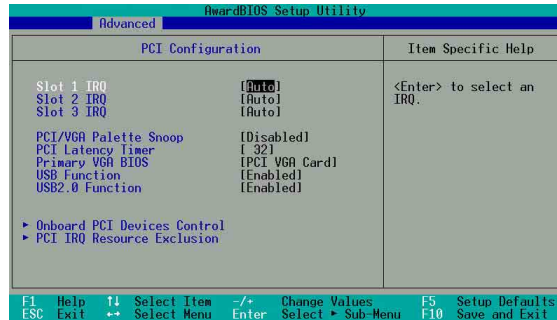 AwardBIOS Setup Utility
Advanced
PCI Configuration
Item Specific Help
Slot 1 IRQ [Auto]
Slot 2 IRQ [Auto]
Slot 3 IRQ [Auto]
<Enter> to select an
IRQ.
PCI/VGA Palette Snoop [Disabled]
PCI Latency Timer [ 32]
Primary VGA BIOS [PCI VGA Card]
USB Function [Enabled]
USB2.0 Function [Enabled]
► Onboard PCI Devices Control
► PCI IRQ Resource Exclusion
F1 Help ↑↓ Select Item -/+ Change Values F5 Setup Defaults
ESC Exit ↔ Select Menu Enter Select ► Sub-Menu F10 Save and Exit